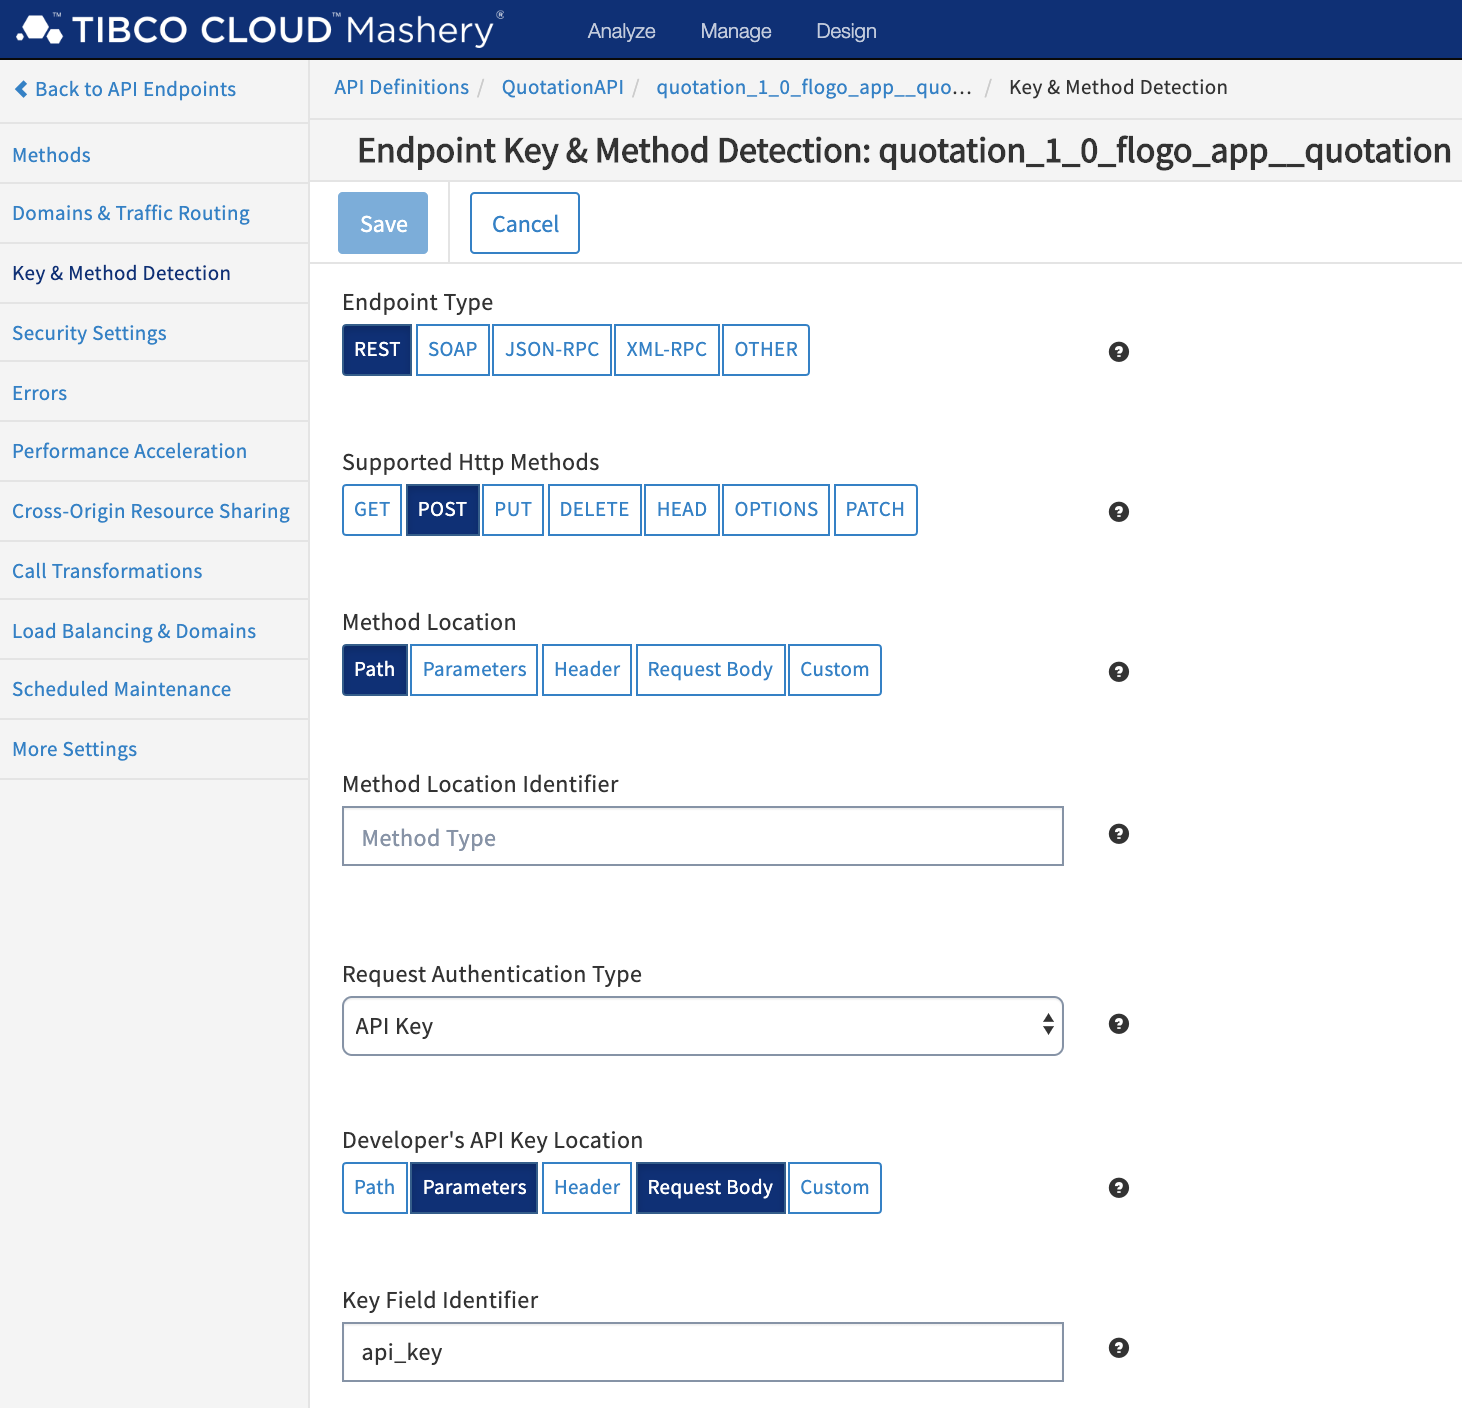 TIBCO CLOUD™ Mashery®
Analyze Manage Design
Back to API Endpoints
API Definitions / QuotationAPI / quotation_1_0_flogo_app__quo... / Key & Method Detection
Endpoint Key & Method Detection: quotation_1_0_flogo_app__quotation
Methods
Domains & Traffic Routing
Key & Method Detection
Security Settings
Errors
Performance Acceleration
Cross-Origin Resource Sharing
Call Transformations
Load Balancing & Domains
Scheduled Maintenance
More Settings
Save Cancel
Endpoint Type
REST SOAP JSON-RPC XML-RPC OTHER
Supported Http Methods
GET POST PUT DELETE HEAD OPTIONS PATCH
Method Location
Path Parameters Header Request Body Custom
Method Location Identifier
Method Type
Request Authentication Type
API Key
Developer's API Key Location
Path Parameters Header Request Body Custom
Key Field Identifier
api_key